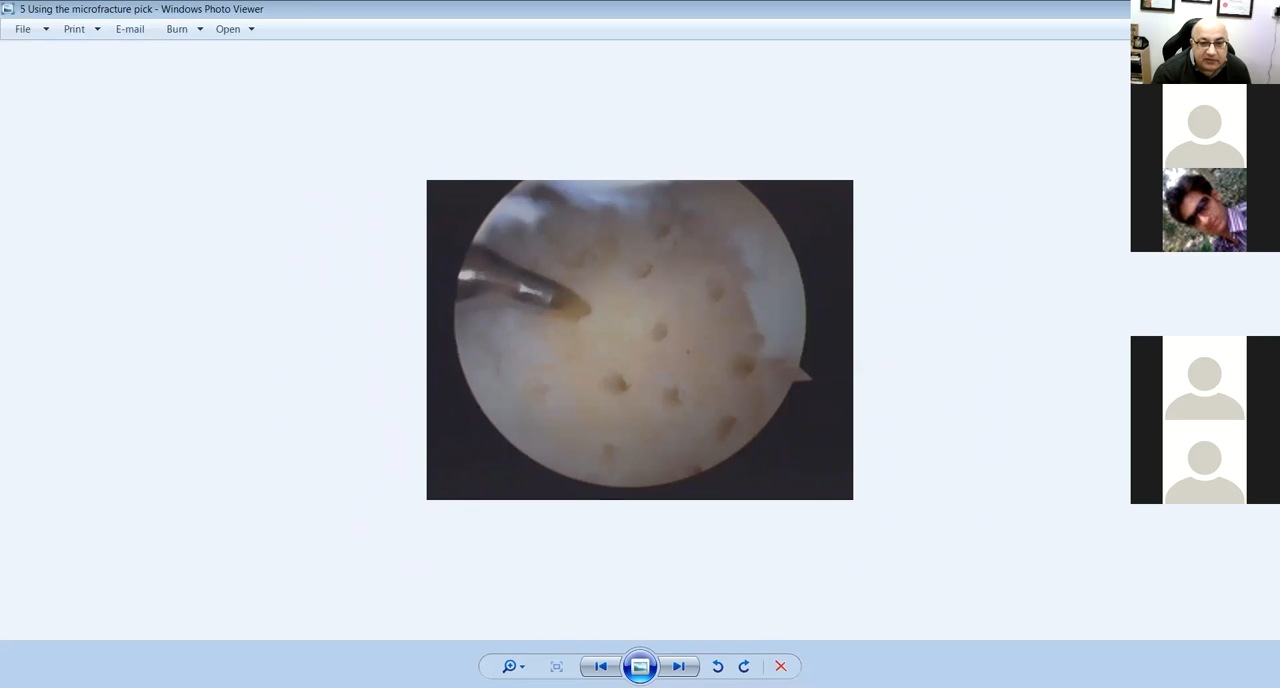 5 Using the microfracture pick - Windows Photo Viewer
File Print E-mail Burn Open